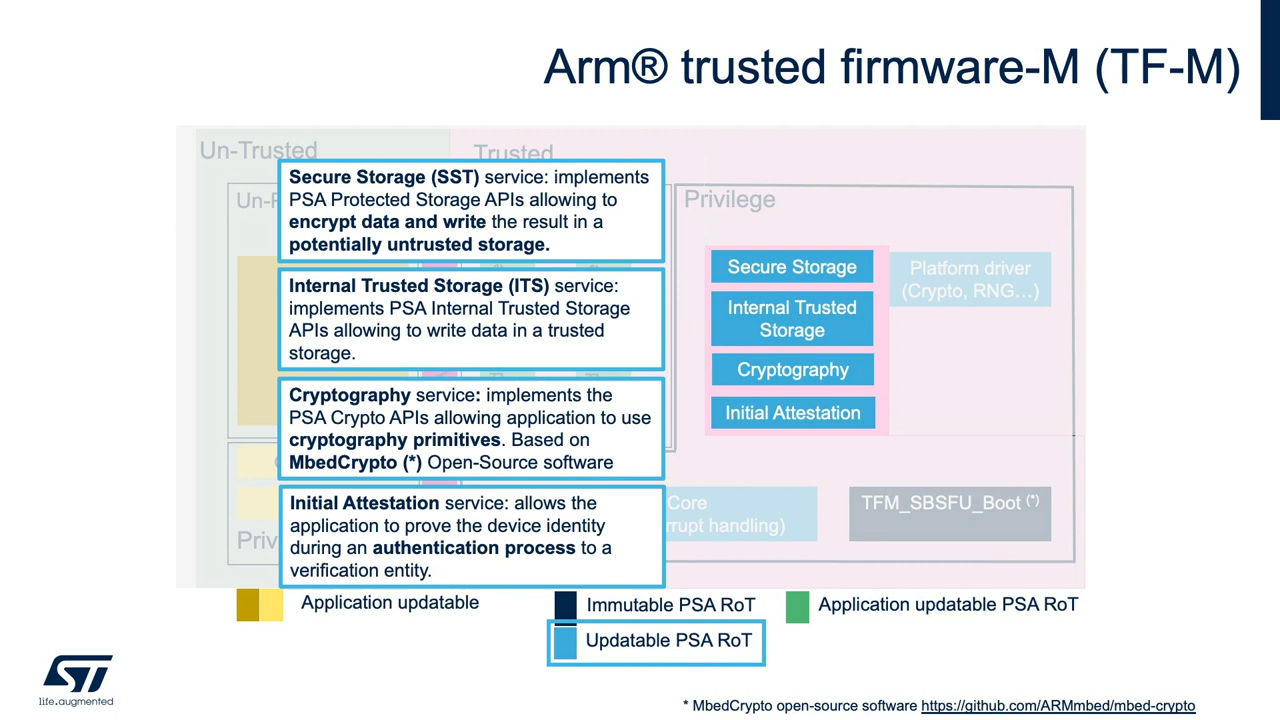 Arm® trusted firmware-M (TF-M)
Un-Trusted
Trusted
Privilege
Secure Storage (SST) service: implements
PSA Protected Storage APIs allowing to
encrypt data and write the result in a
potentially untrusted storage.
Internal Trusted Storage (ITS) service:
implements PSA Internal Trusted Storage
APIs allowing to write data in a trusted
storage.
Cryptography service: implements the
PSA Crypto APIs allowing application to use
cryptography primitives. Based on
MbedCrypto (*) Open-Source software
Initial Attestation service: allows the
application to prove the device identity
during an authentication process to a
verification entity.
Secure Storage
Internal Trusted
Storage
Cryptography
Initial Attestation
Platform driver
(Crypto, RNG…)
Core
handling)
TFM_SBSFU_Boot (*)
Application updatable
Immutable PSA RoT
Application updatable PSA RoT
Updatable PSA RoT
ST
life.augmented
* MbedCrypto open-source software https://github.com/ARMmbed/mbed-crypto